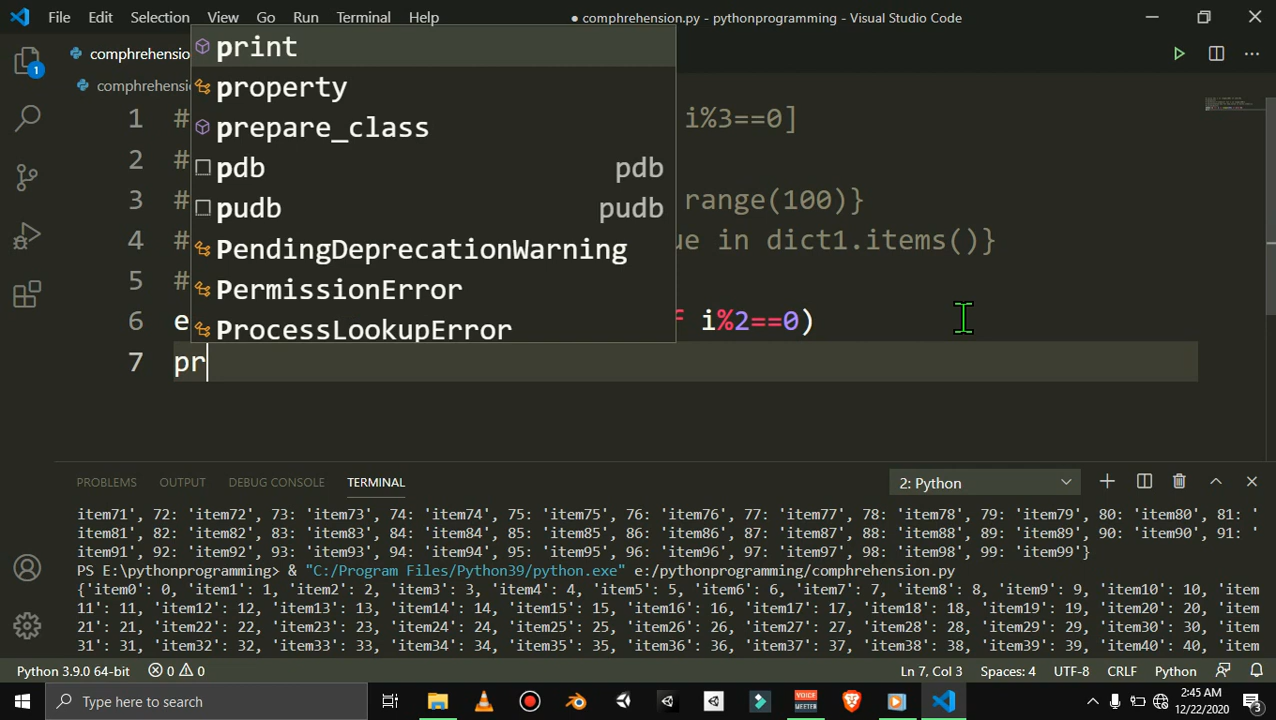 File Edit Selection View Go Run Terminal Help ● comphrehension.py - pythonprogramming - Visual Studio Code
comphrehensio
comphrehension
print
property
prepare_class
pdb pdb
pudb pudb
PendingDeprecationWarning
PermissionError
ProcessLookupError
1 # i%3==0]
2 #
3 # range(100)}
4 # ue in dict1.items()}
5 #
6 e f i%2==0)
7 pr
1
PROBLEMS OUTPUT DEBUG CONSOLE TERMINAL 2: Python
item71', 72: 'item72', 73: 'item73', 74: 'item74', 75: 'item75', 76: 'item76', 77: 'item77', 78: 'item78', 79: 'item79', 80: 'item80', 81: '
item81', 82: 'item82', 83: 'item83', 84: 'item84', 85: 'item85', 86: 'item86', 87: 'item87', 88: 'item88', 89: 'item89', 90: 'item90', 91: '
item91', 92: 'item92', 93: 'item93', 94: 'item94', 95: 'item95', 96: 'item96', 97: 'item97', 98: 'item98', 99: 'item99'}
PS E:\pythonprogramming> & "C:/Program Files/Python39/python.exe" e:/pythonprogramming/comphrehension.py
{'item0': 0, 'item1': 1, 'item2': 2, 'item3': 3, 'item4': 4, 'item5': 5, 'item6': 6, 'item7': 7, 'item8': 8, 'item9': 9, 'item10': 10, 'item
11': 11, 'item12': 12, 'item13': 13, 'item14': 14, 'item15': 15, 'item16': 16, 'item17': 17, 'item18': 18, 'item19': 19, 'item20': 20, 'item
21': 21, 'item22': 22, 'item23': 23, 'item24': 24, 'item25': 25, 'item26': 26, 'item27': 27, 'item28': 28, 'item29': 29, 'item30': 30, 'item
31': 31, 'item32': 32, 'item33': 33, 'item34': 34, 'item35': 35, 'item36': 36, 'item37': 37, 'item38': 38, 'item39': 39, 'item40': 40, 'item
Python 3.9.0 64-bit 0 0 Ln 7, Col 3 Spaces: 4 UTF-8 CRLF Python
Type here to search
VOICE MEETER
2:45 AM
12/22/2020
3